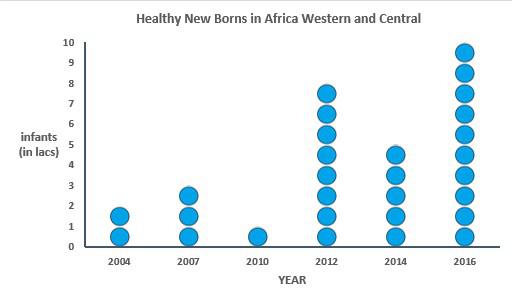 Healthy New Borns in Africa Western and Central
10
9
8
7
6
5
4
3
2
1
0
infants
(in lacs)
2004 2007 2010 2012 2014 2016
YEAR